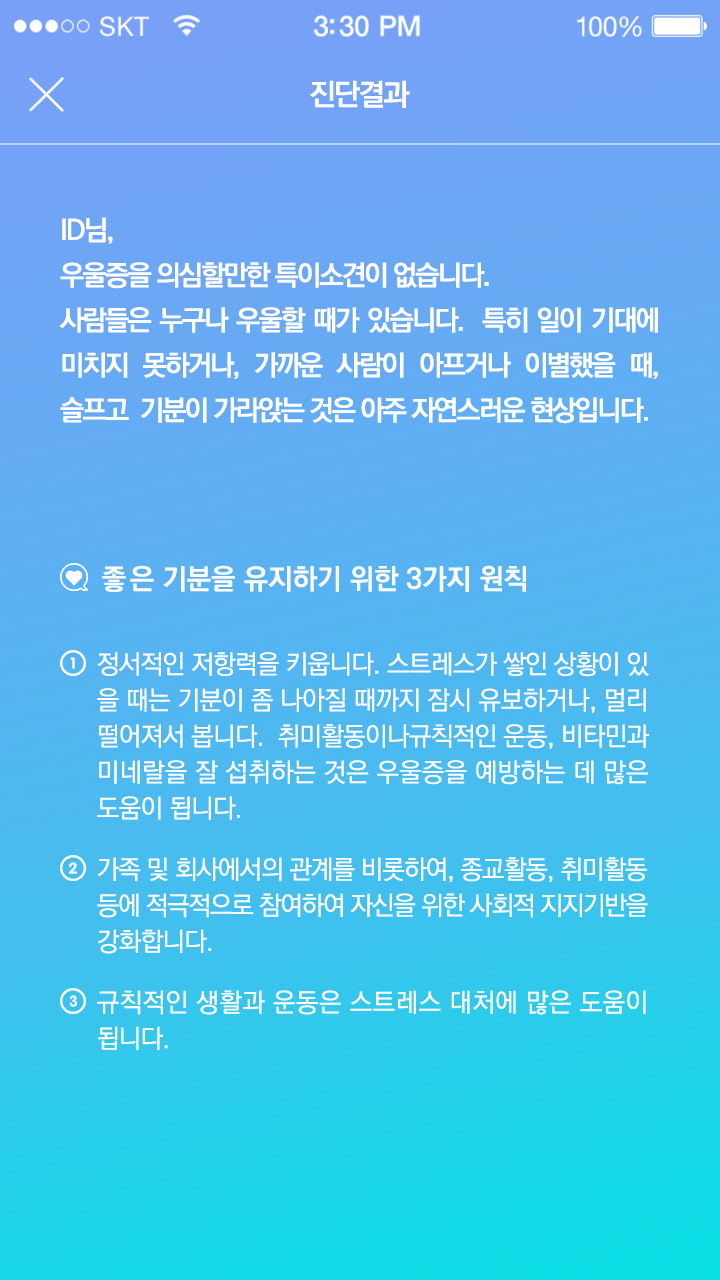 SKT 3:30 PM 100%
진단결과
ID님,
우울증을 의심할만한 특이소견이 없습니다.
사람들은 누구나 우울할 때가 있습니다. 특히 일이 기대에
미치지 못하거나, 가까운 사람이 아프거나 이별했을 때,
슬프고 기분이 가라앉는 것은 아주 자연스러운 현상입니다.
좋은 기분을 유지하기 위한 3가지 원칙
① 정서적인 저항력을 키웁니다. 스트레스가 쌓인 상황이 있
을 때는 기분이 좀 나아질 때까지 잠시 유보하거나, 멀리
떨어져서 봅니다. 취미활동이나규칙적인 운동, 비타민과
미네랄을 잘 섭취하는 것은 우울증을 예방하는 데 많은
도움이 됩니다.
② 가족 및 회사에서의 관계를 비롯하여, 종교활동, 취미활동
등에 적극적으로 참여하여 자신을 위한 사회적 지지기반을
강화합니다.
③ 규칙적인 생활과 운동은 스트레스 대처에 많은 도움이
됩니다.